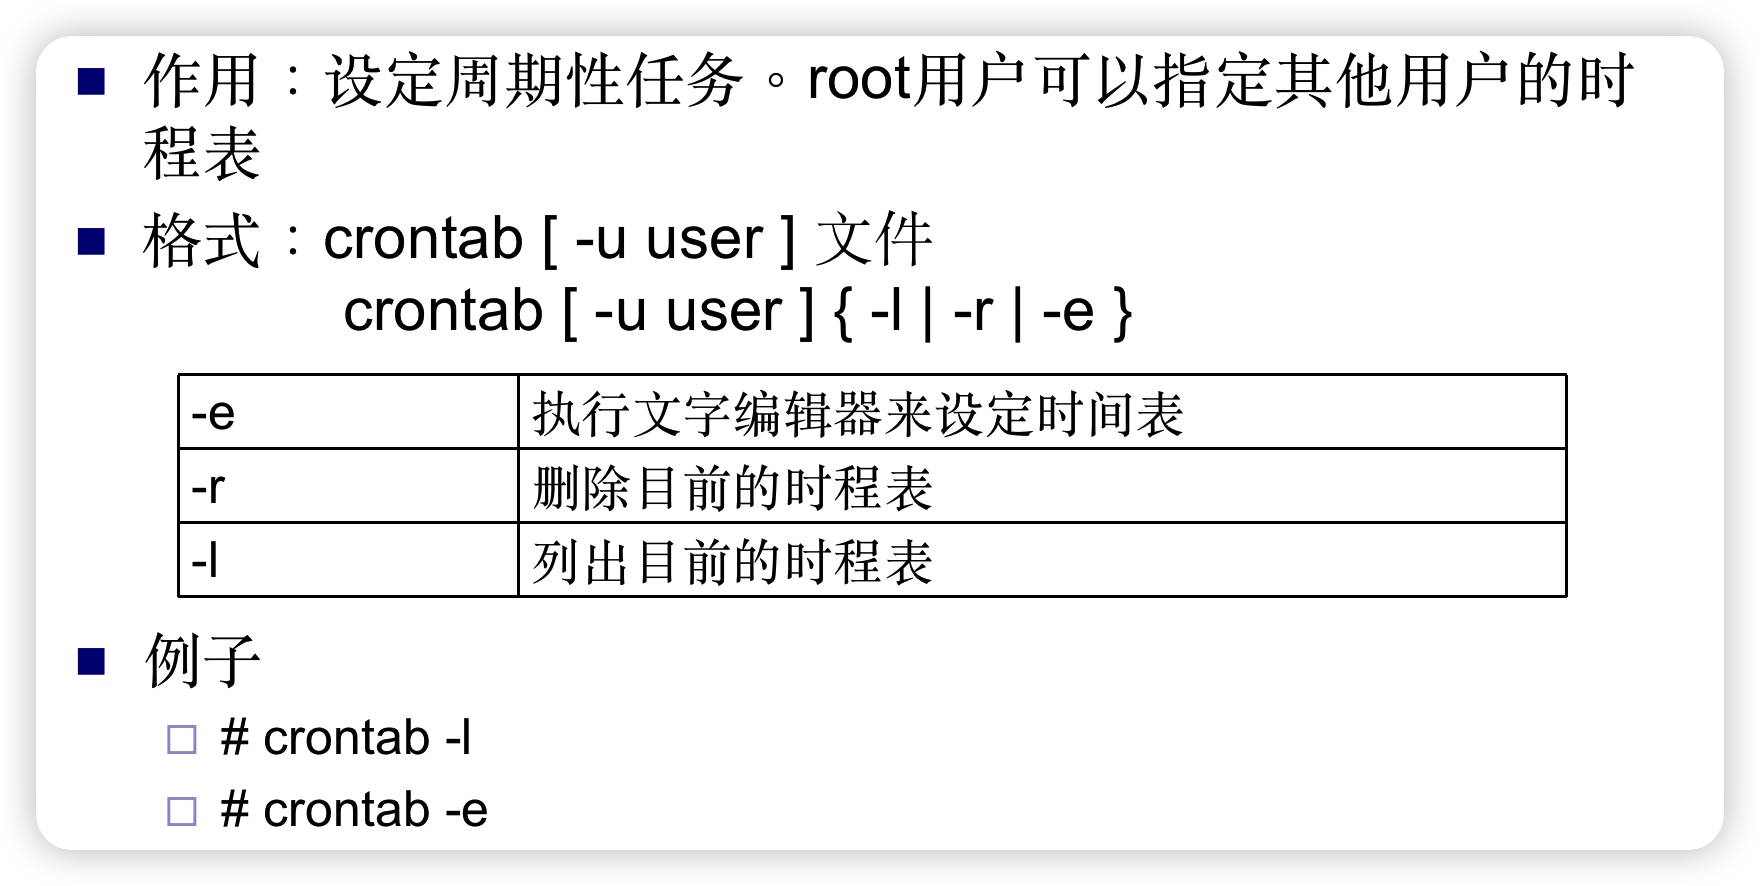 作用：设定周期性任务。root用户可以指定其他用户的时
程表
格式：crontab [ -u user ] 文件
crontab [ -u user ] { -l | -r | -e }
-e 执行文字编辑器来设定时间表
-r 删除目前的时程表
-l 列出目前的时程表
例子
# crontab -l
# crontab -e